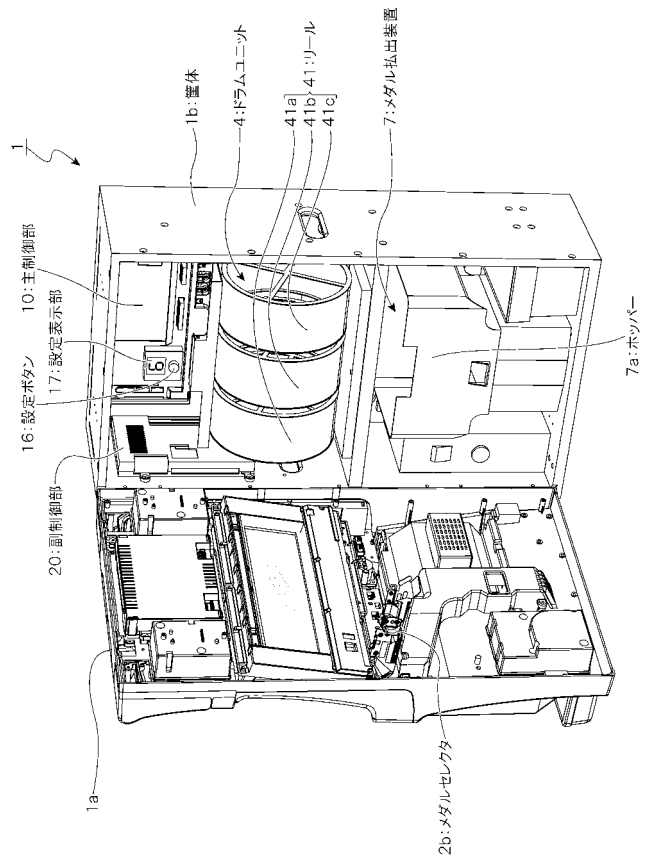 1
1b:筐体
4:ドラムユニット
41a
41b
41c
41:リール
7:メダル払出装置
10:主制御部
17:設定表示部
16:設定ボタン
20:副制御部
6
7a:ホッパー
1a
2b:メダルセレクタ